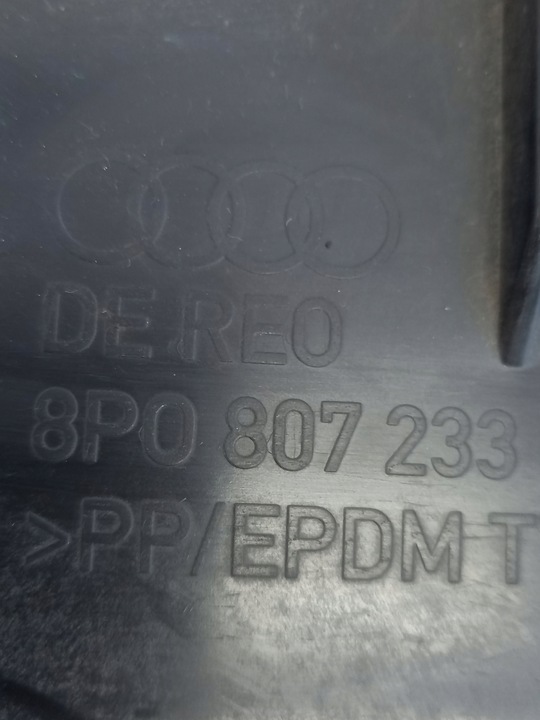 DE REO
8P0 807 233
>PP/EPDM T